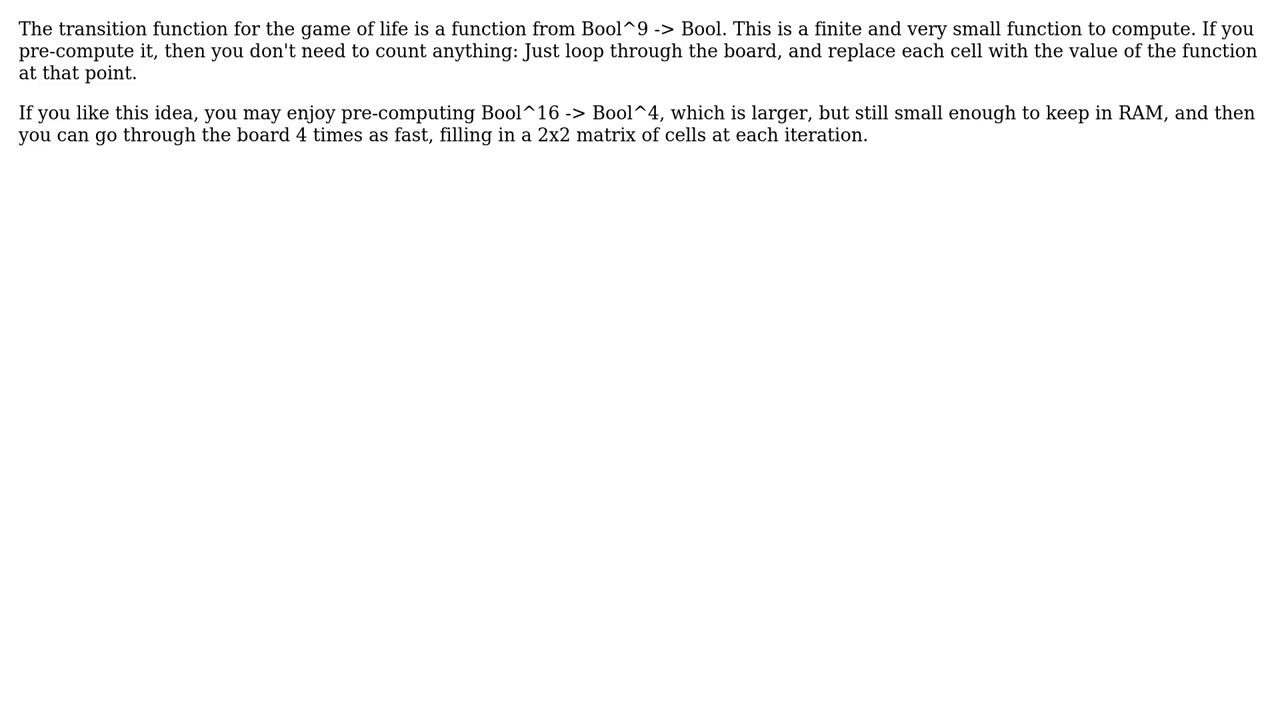 The transition function for the game of life is a function from Bool^9 -> Bool. This is a finite and very small function to compute. If you
pre-compute it, then you don't need to count anything: Just loop through the board, and replace each cell with the value of the function
at that point.
If you like this idea, you may enjoy pre-computing Bool^16 -> Bool^4, which is larger, but still small enough to keep in RAM, and then
you can go through the board 4 times as fast, filling in a 2x2 matrix of cells at each iteration.